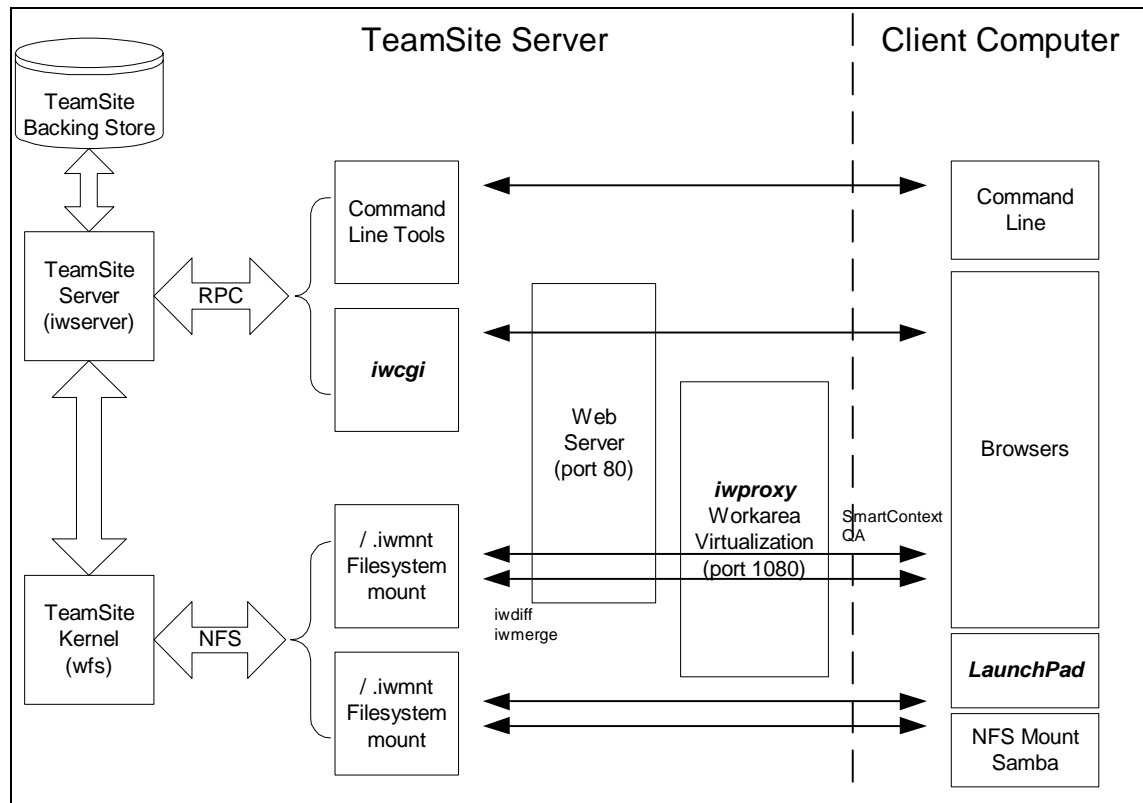 TeamSite Server
Client Computer
TeamSite
Backing Store
Command
Line Tools
Command
Line
TeamSite
Server
(iwserver)
RPC
iwcgi
Web
Server
(port 80)
Browsers
iwproxy
Workarea
Virtualization
(port 1080)
SmartContext
QA
/ .iwmnt
Filesystem
mount
TeamSite
Kernel
(wfs)
NFS
iwdiff
iwmerge
/ .iwmnt
Filesystem
mount
LaunchPad
NFS Mount
Samba